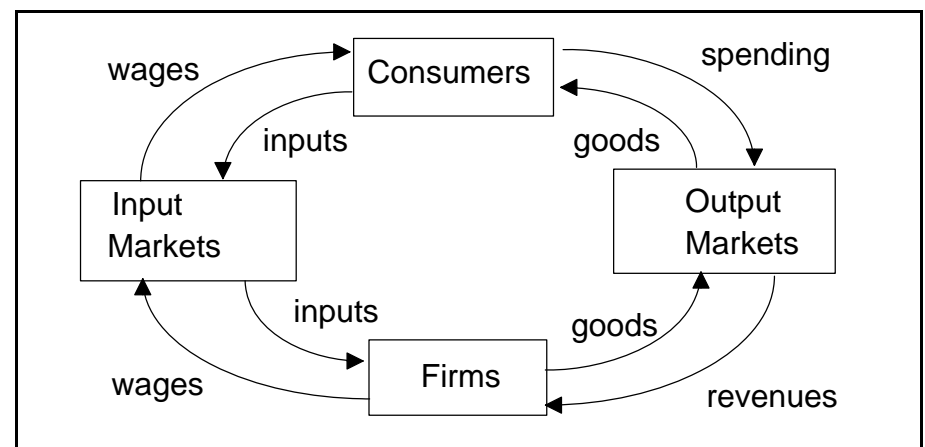 wages
Consumers
spending
inputs
goods
Input
Markets
Output
Markets
inputs
goods
wages
Firms
revenues